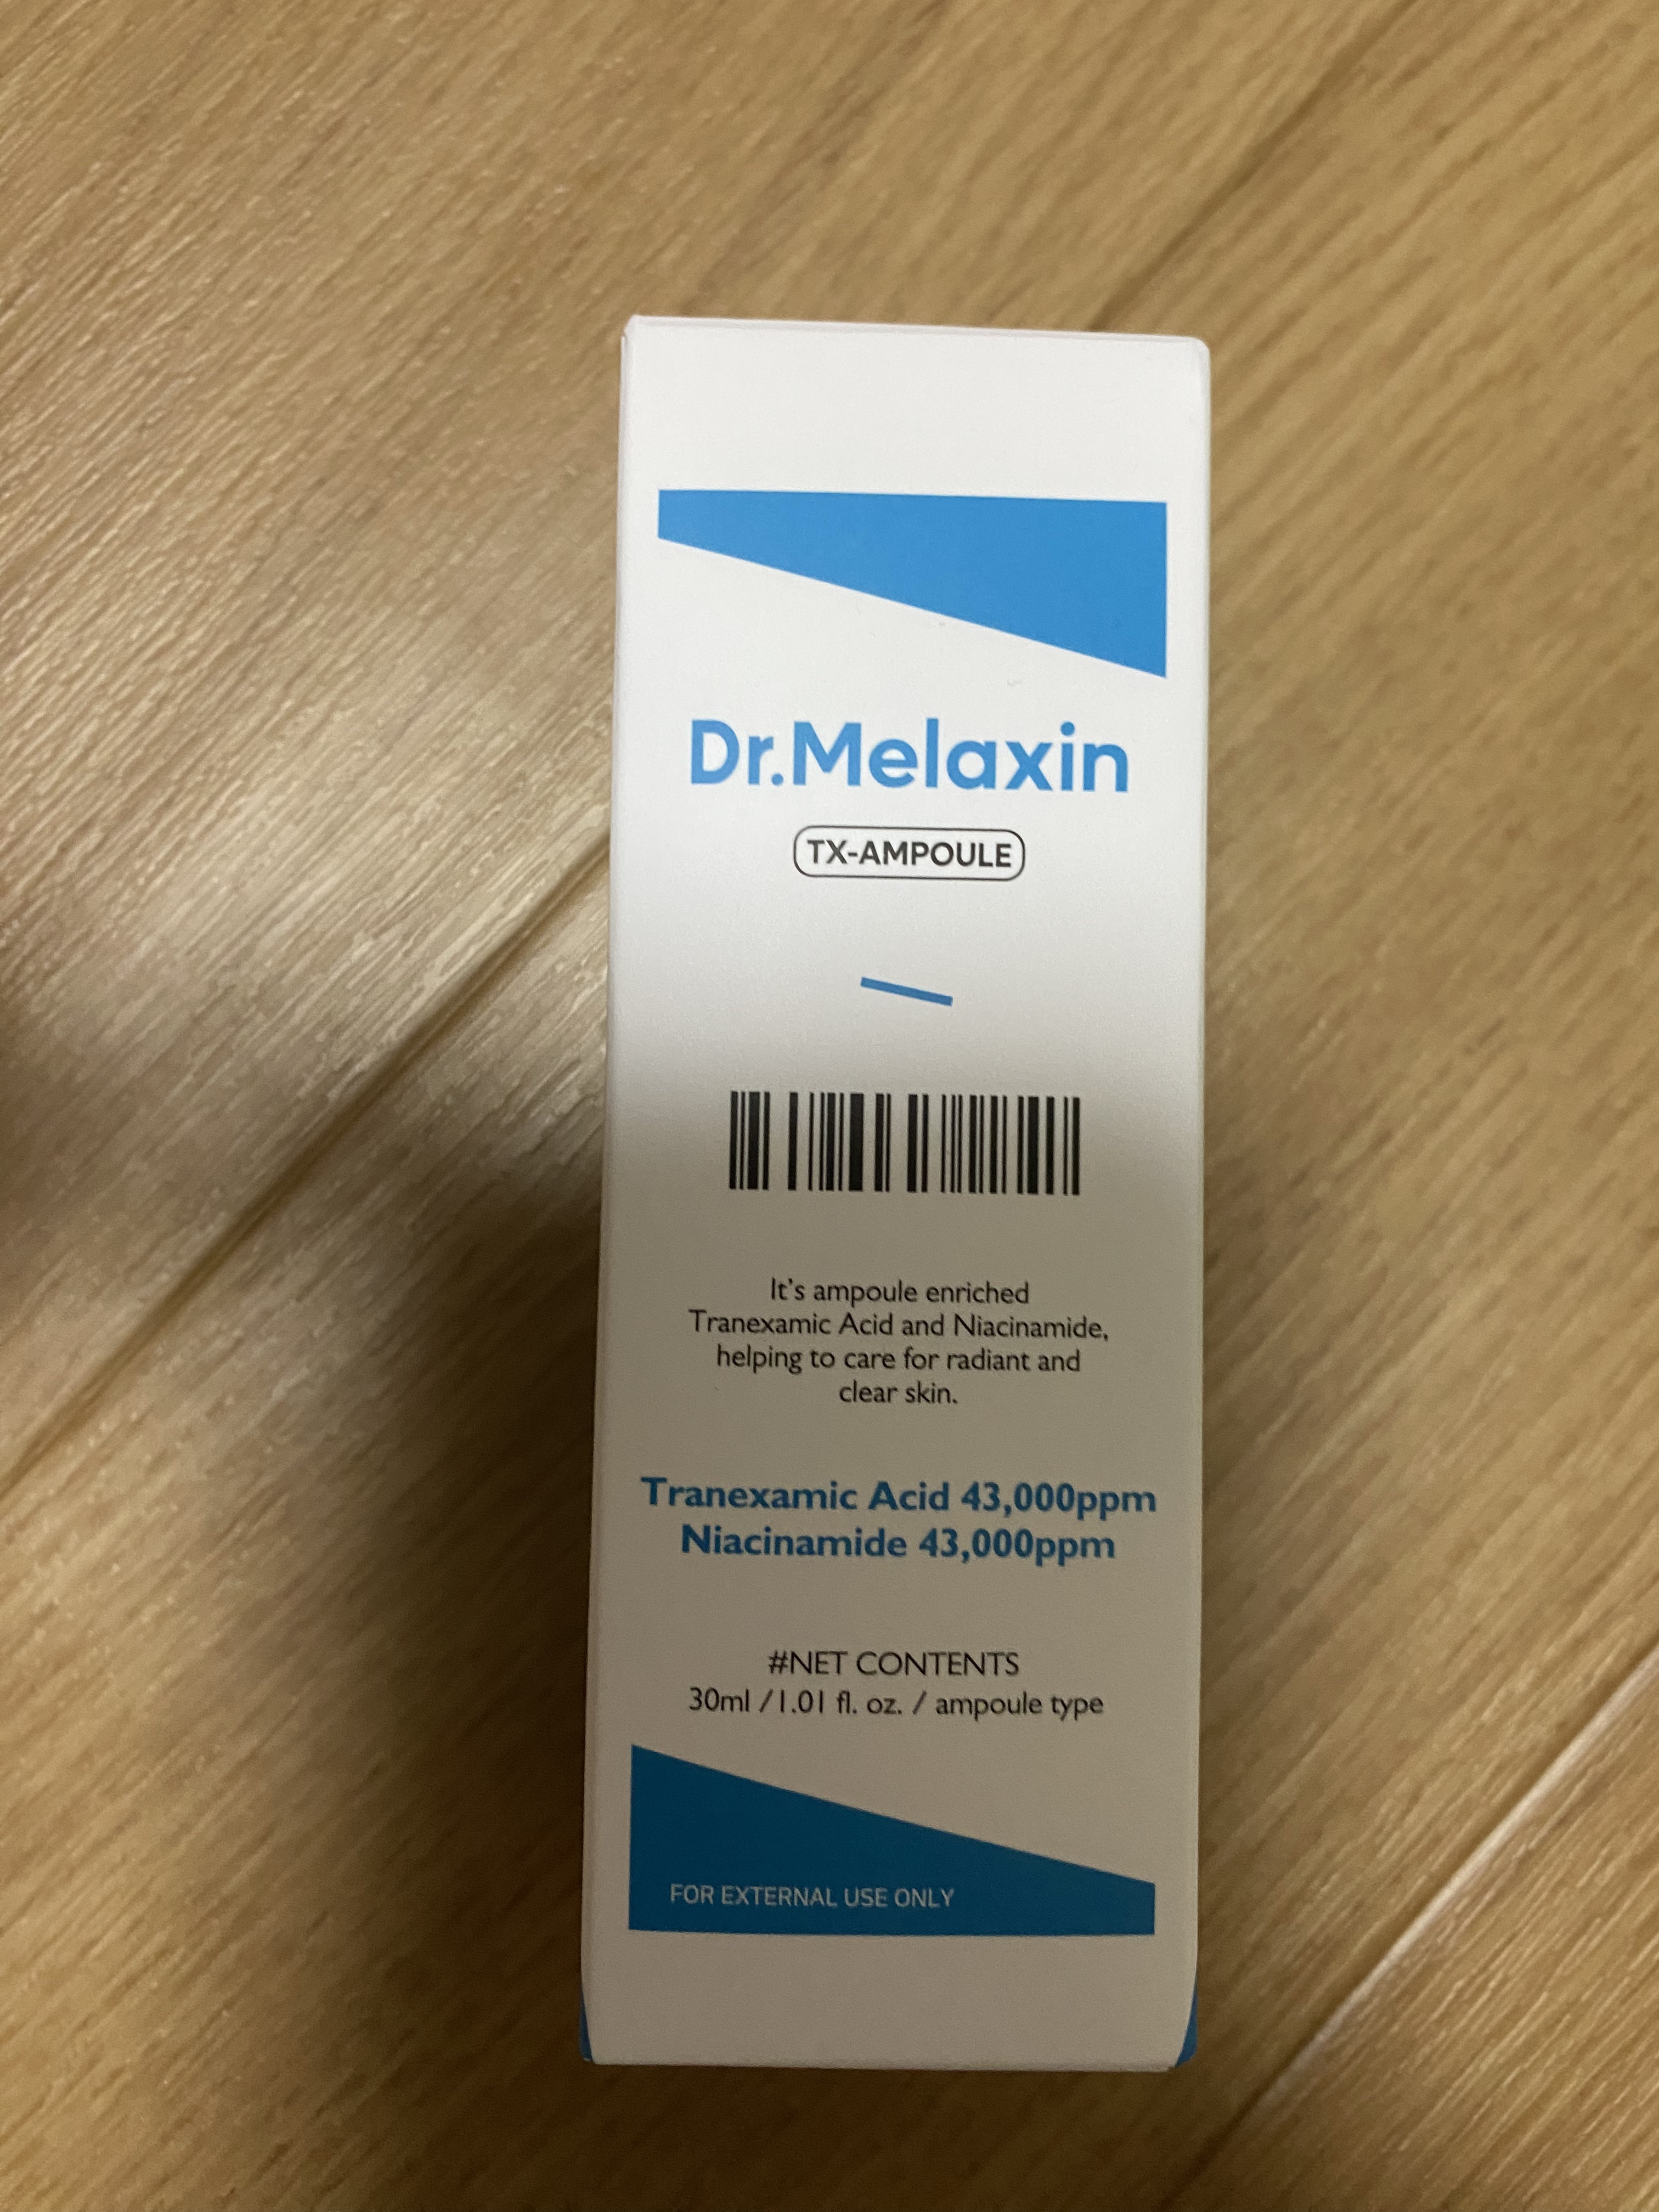 Dr.Melaxin
TX-AMPOULE
It's ampoule enriched
Tranexamic Acid and Niacinamide,
helping to care for radiant and
clear skin.
Tranexamic Acid 43,000ppm
Niacinamide 43,000ppm
#NET CONTENTS
30ml /1.01 fl. oz. / ampoule type
FOR EXTERNAL USE ONLY